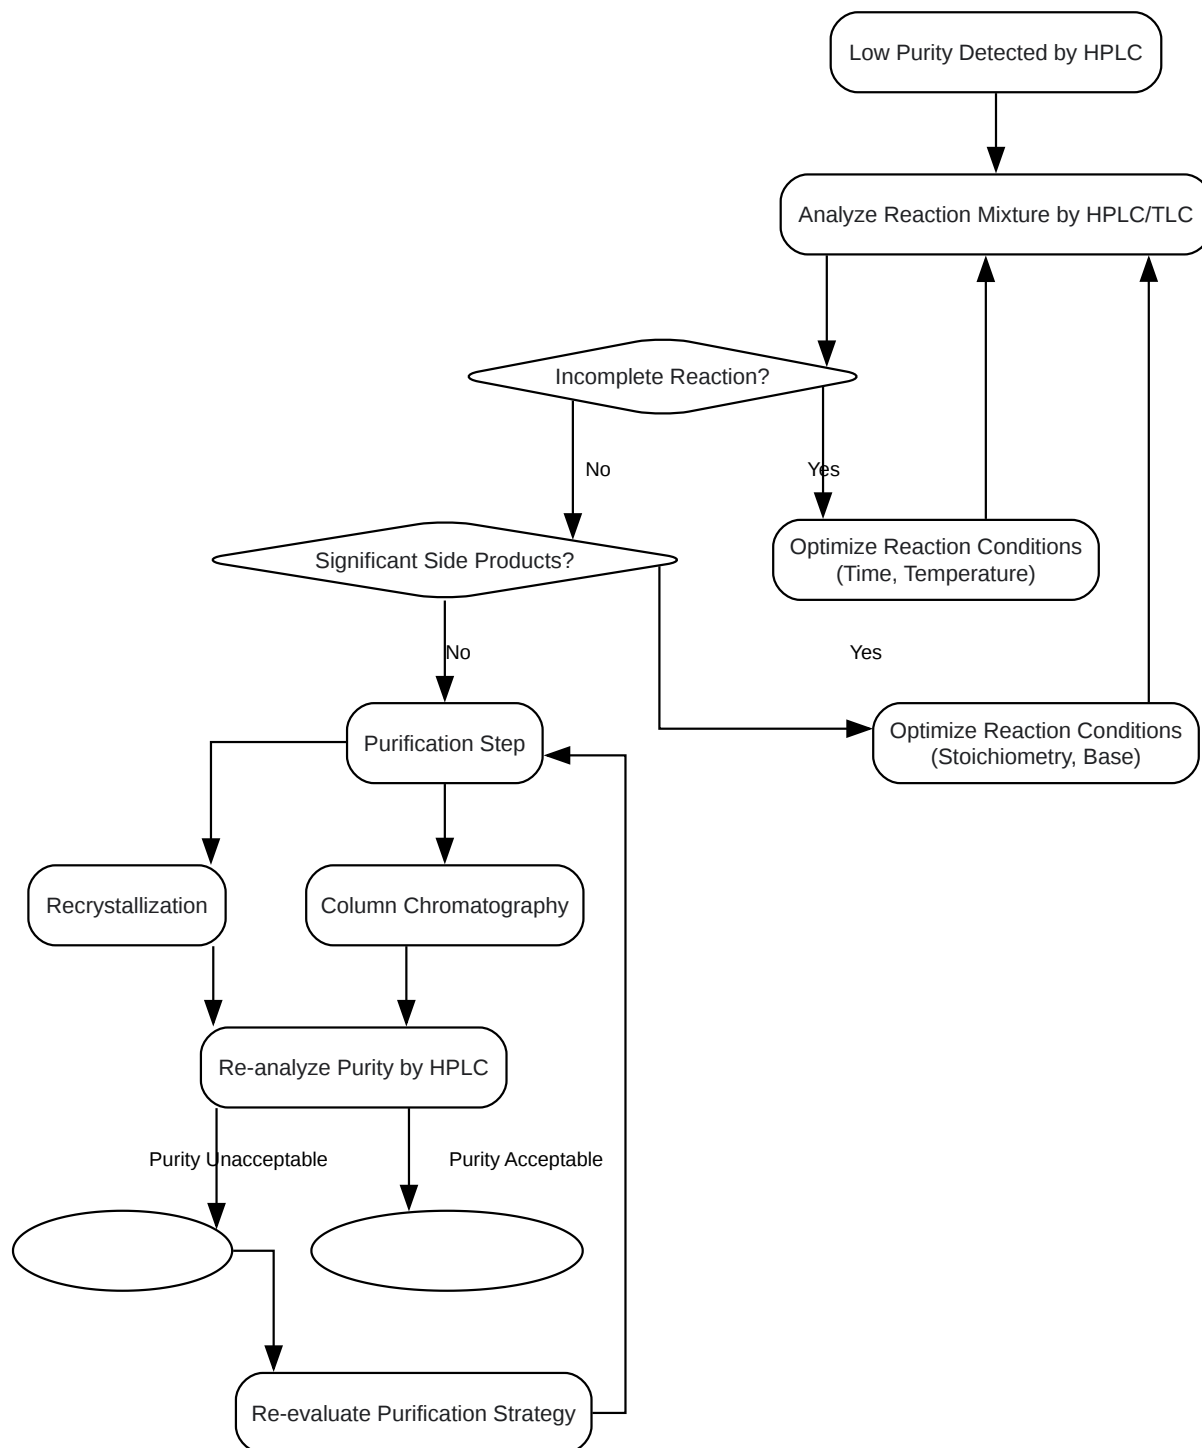 Low Purity Detected by HPLC
Analyze Reaction Mixture by HPLC/TLC
Incomplete Reaction?
No
Yes
Optimize Reaction Conditions
(Time, Temperature)
Significant Side Products?
No
Yes
Optimize Reaction Conditions
(Stoichiometry, Base)
Purification Step
Recrystallization
Column Chromatography
Re-analyze Purity by HPLC
Purity Unacceptable
Purity Acceptable
Re-evaluate Purification Strategy